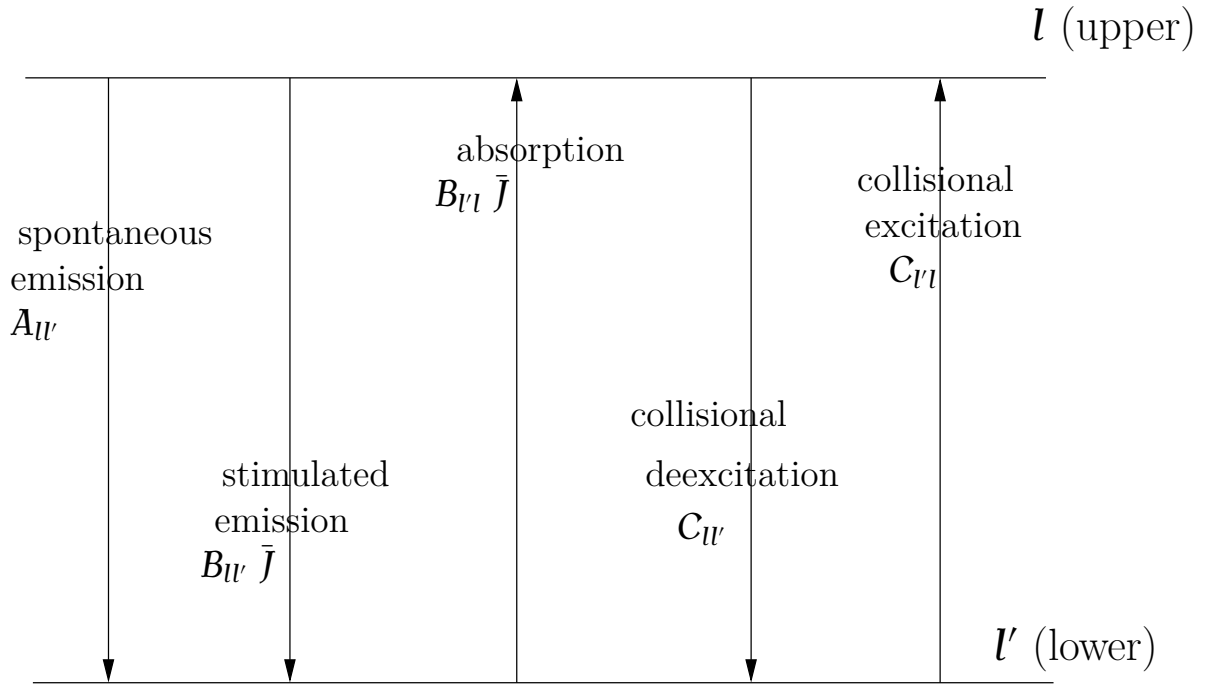 l (upper)
absorption
B_{l'l} J̄
collisional
excitation
C_{l'l}
spontaneous
emission
A_{ll'}
collisional
deexcitation
C_{ll'}
stimulated
emission
B_{ll'} J̄
l' (lower)